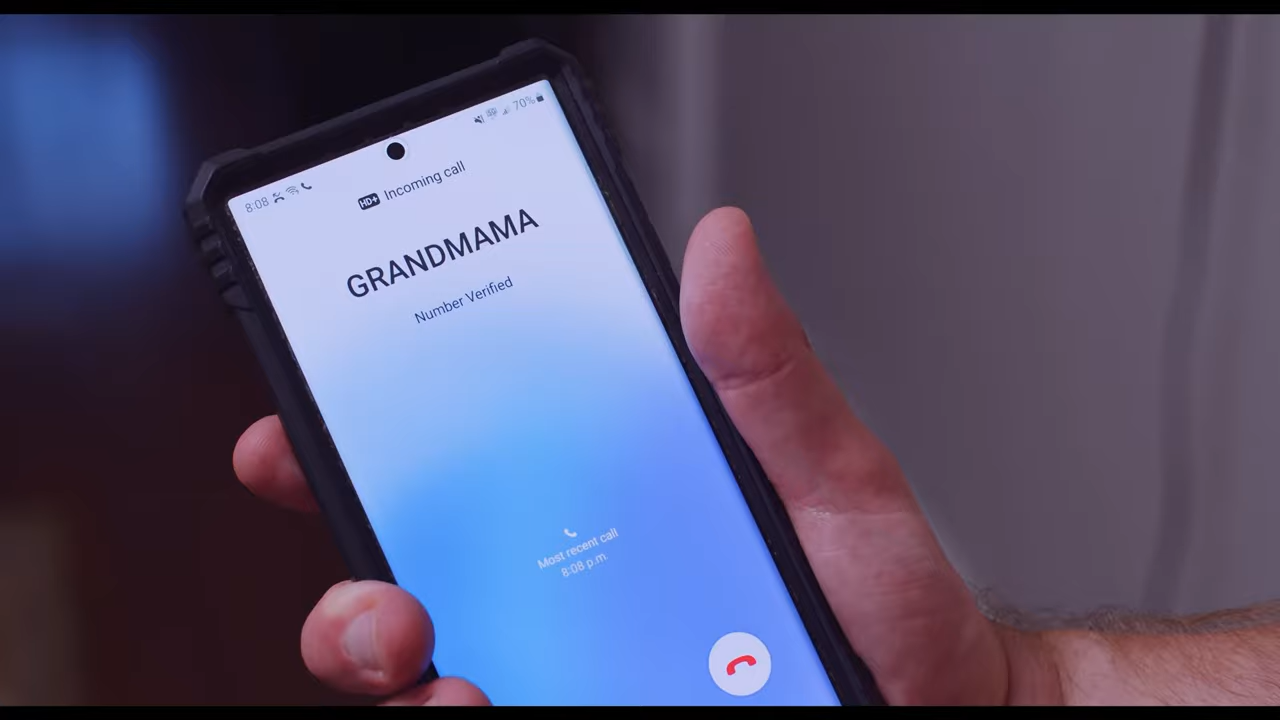 8:08
70%
HD+ Incoming call
GRANDMAMA
Number Verified
Most recent call
8:08 p.m.